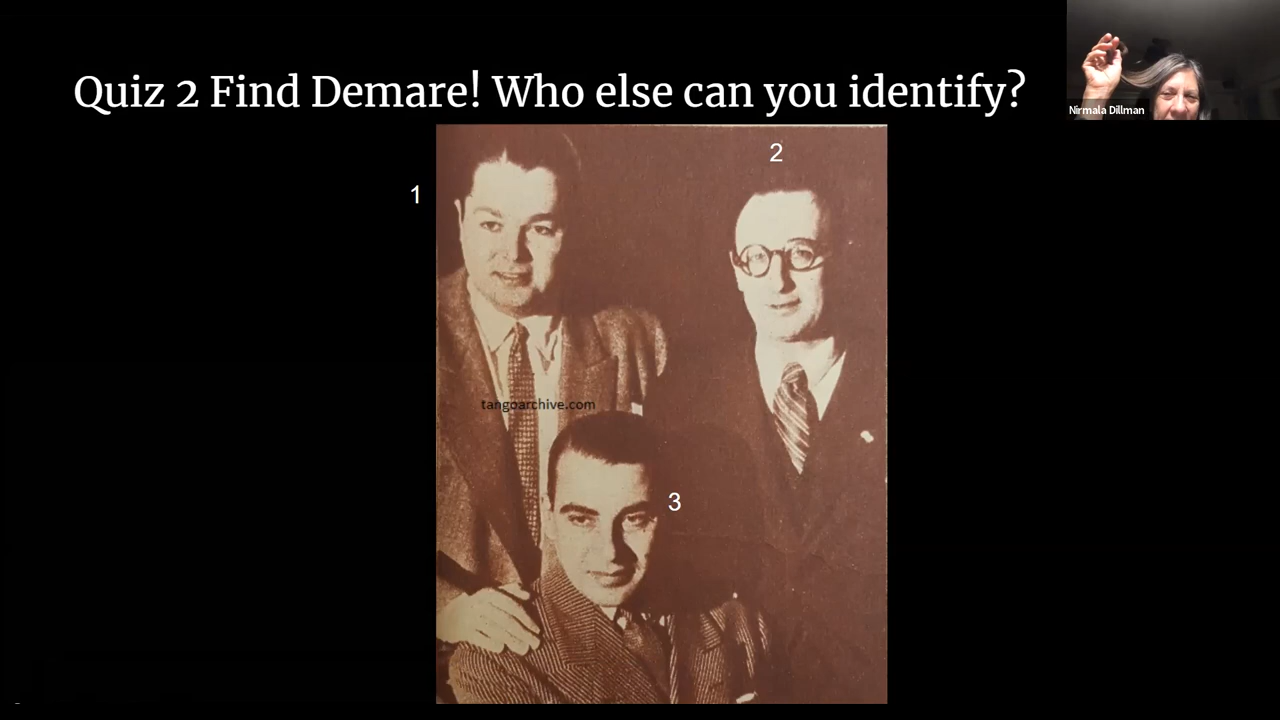 Quiz 2 Find Demare! Who else can you identify?
Nirmala Dillman
2
1
tangoarchive.com
3